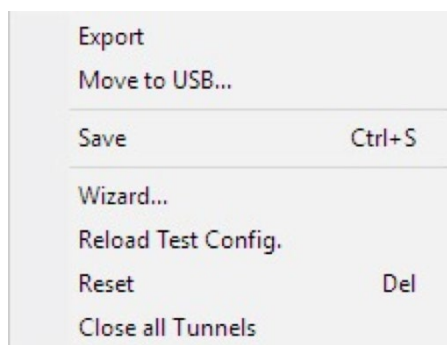 Export
Move to USB...
Save Ctrl+S
Wizard...
Reload Test Config.
Reset Del
Close all Tunnels